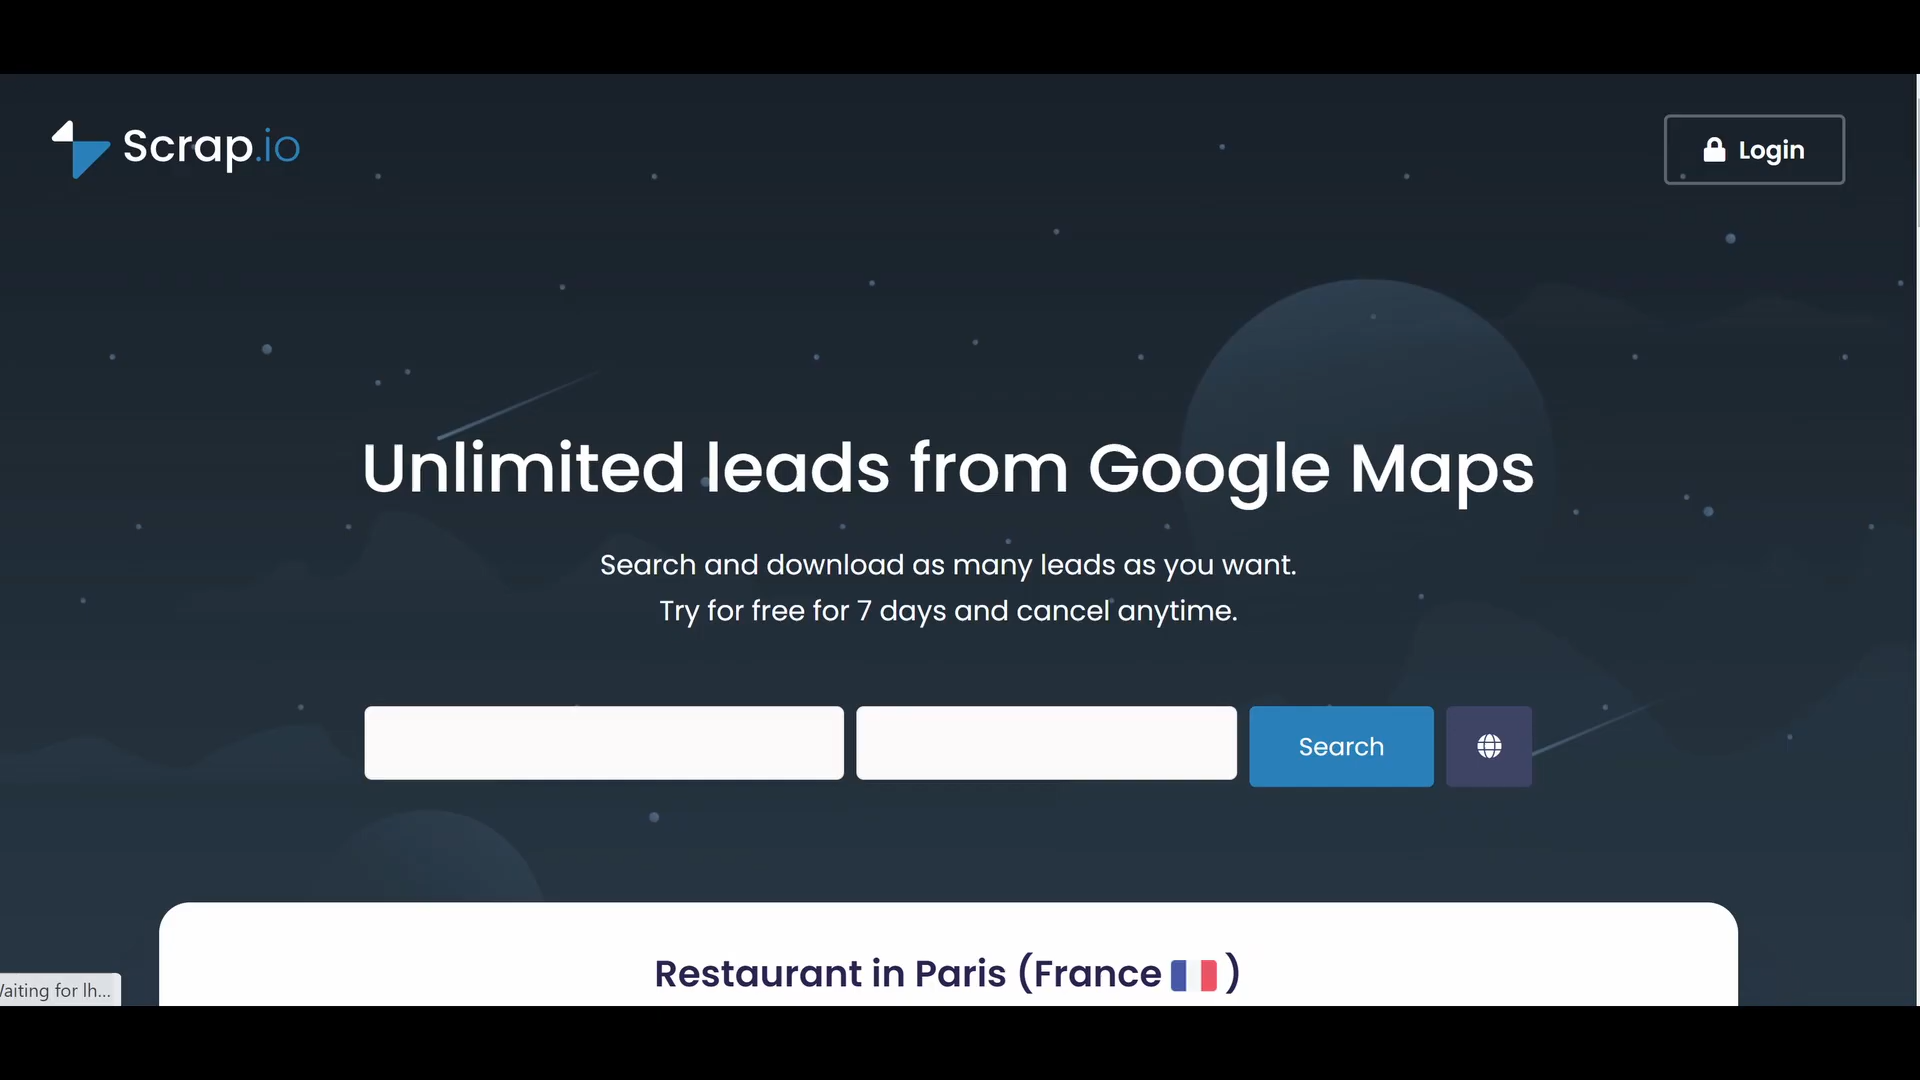 Scrap.io
Login
Unlimited leads from Google Maps
Search and download as many leads as you want.
Try for free for 7 days and cancel anytime.
Search
Restaurant in Paris (France )
aiting for lh...